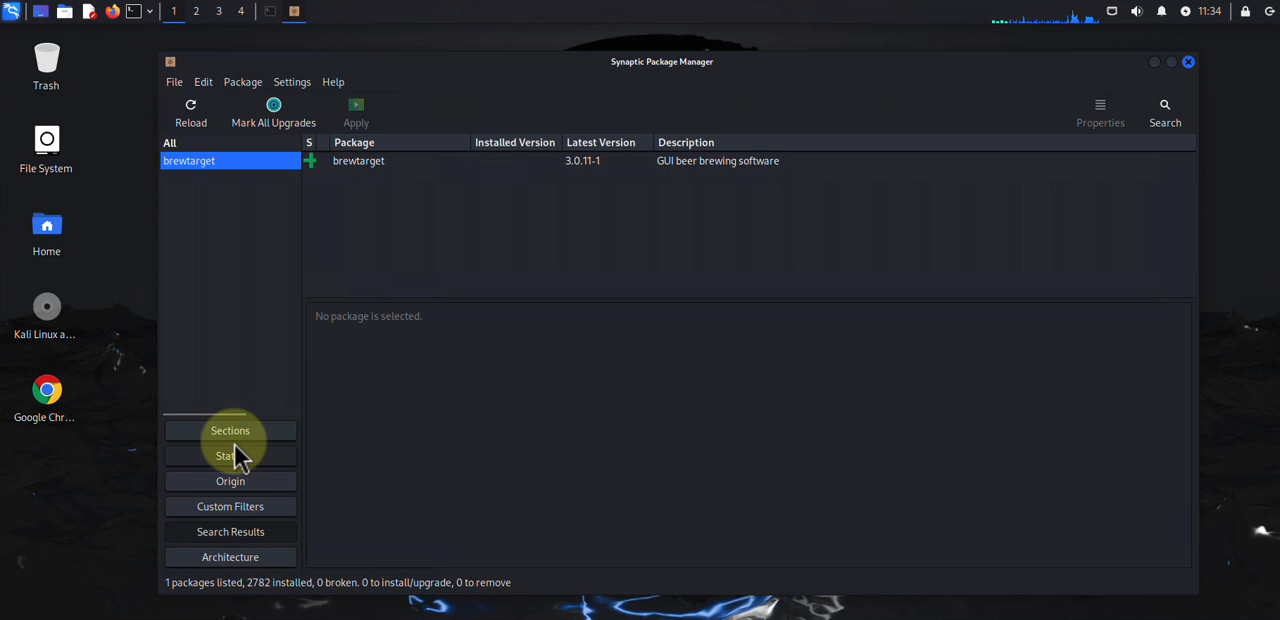 1 2 3 4 11:34
Trash
File System
Home
Kali Linux a...
Google Chr...
Synaptic Package Manager
File Edit Package Settings Help
Reload Mark All Upgrades Apply Properties Search
All S Package Installed Version Latest Version Description
brewtarget brewtarget 3.0.11-1 GUI beer brewing software
No package is selected.
Sections
Origin
Custom Filters
Search Results
Architecture
1 packages listed, 2782 installed, 0 broken. 0 to install/upgrade, 0 to remove